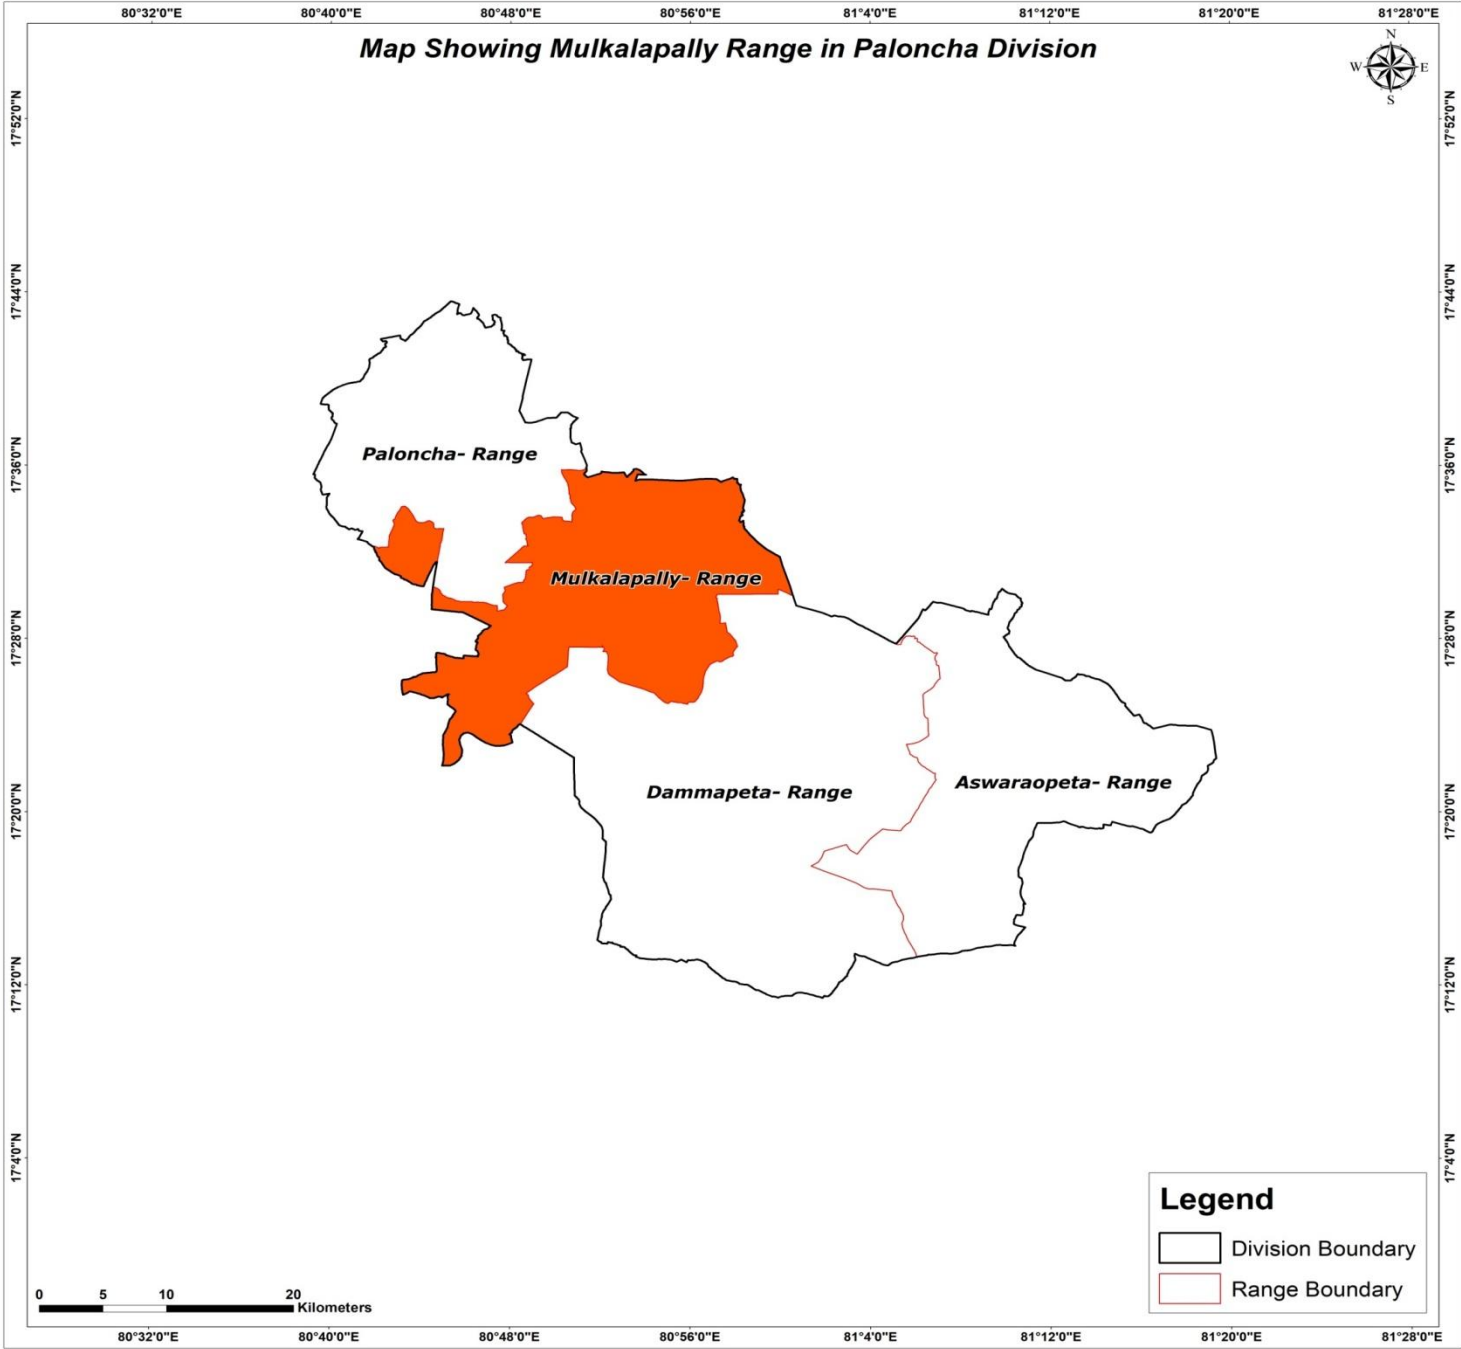 80°32'0"E 80°40'0"E 80°48'0"E 80°56'0"E 81°4'0"E 81°12'0"E 81°20'0"E 81°28'0"E
Map Showing Mulkalapally Range in Paloncha Division
N
W E
S
17°52'0"N 17°52'0"N
17°44'0"N 17°44'0"N
Paloncha- Range
17°36'0"N 17°36'0"N
Mulkalapally- Range
17°28'0"N 17°28'0"N
Aswaraopeta- Range
Dammapeta- Range
17°20'0"N 17°20'0"N
17°12'0"N 17°12'0"N
17°4'0"N 17°4'0"N
Legend
Division Boundary
Range Boundary
0 5 10 20
Kilometers
80°32'0"E 80°40'0"E 80°48'0"E 80°56'0"E 81°4'0"E 81°12'0"E 81°20'0"E 81°28'0"E